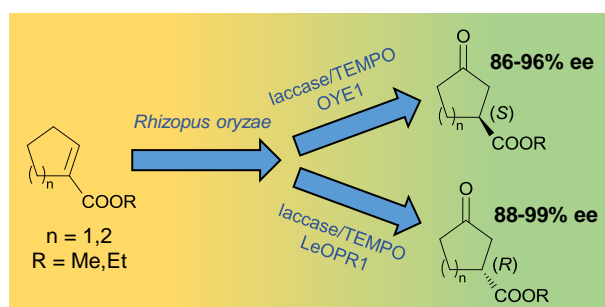 ( )n
COOR
n = 1,2
R = Me,Et
Rhizopus oryzae
laccase/TEMPO
OYE1
laccase/TEMPO
LeOPR1
O
( )n
(S)
COOR
86-96% ee
O
( )n
(R)
COOR
88-99% ee